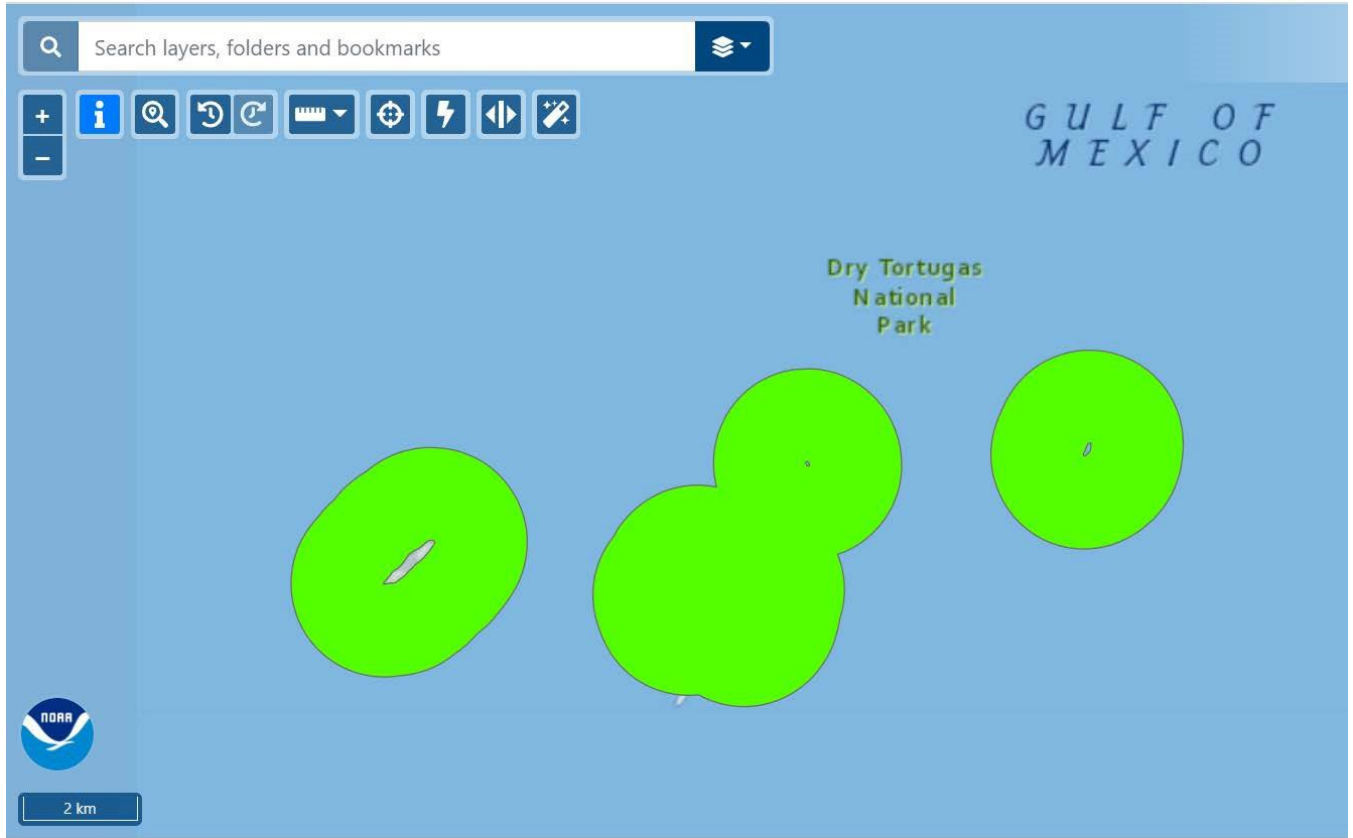 Search layers, folders and bookmarks
GULF OF
MEXICO
Dry Tortugas
National
Park
NOAA
2 km